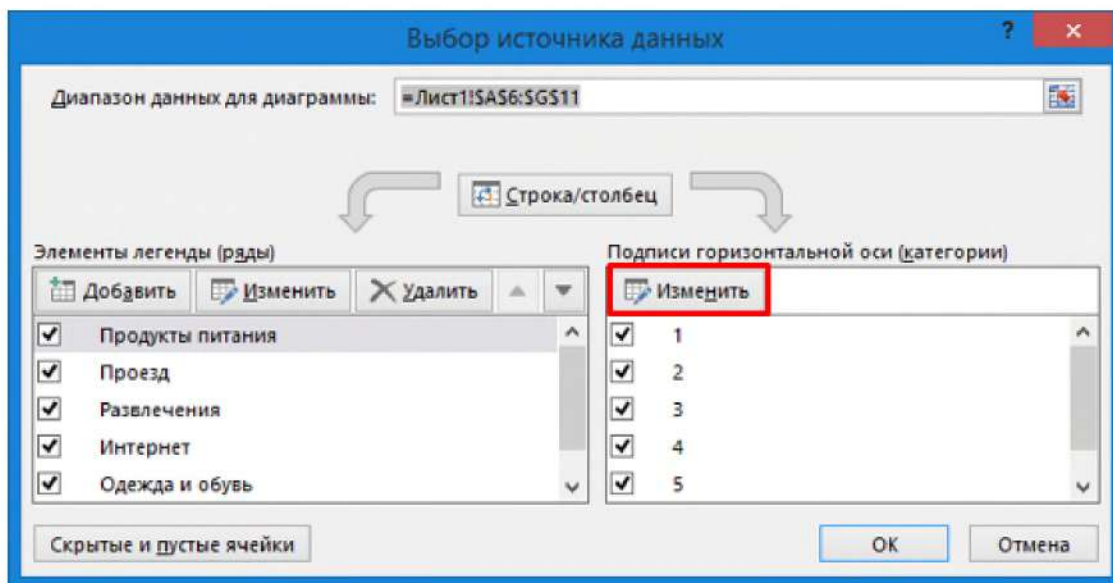 Выбор источника данных ? ×
Диапазон данных для диаграммы: =Лист1!$A$6:$G$11
Строка/столбец
Элементы легенды (ряды) Подписи горизонтальной оси (категории)
Добавить Изменить Удалить Изменить
Продукты питания 1
Проезд 2
Развлечения 3
Интернет 4
Одежда и обувь 5
Скрытые и пустые ячейки ОК Отмена